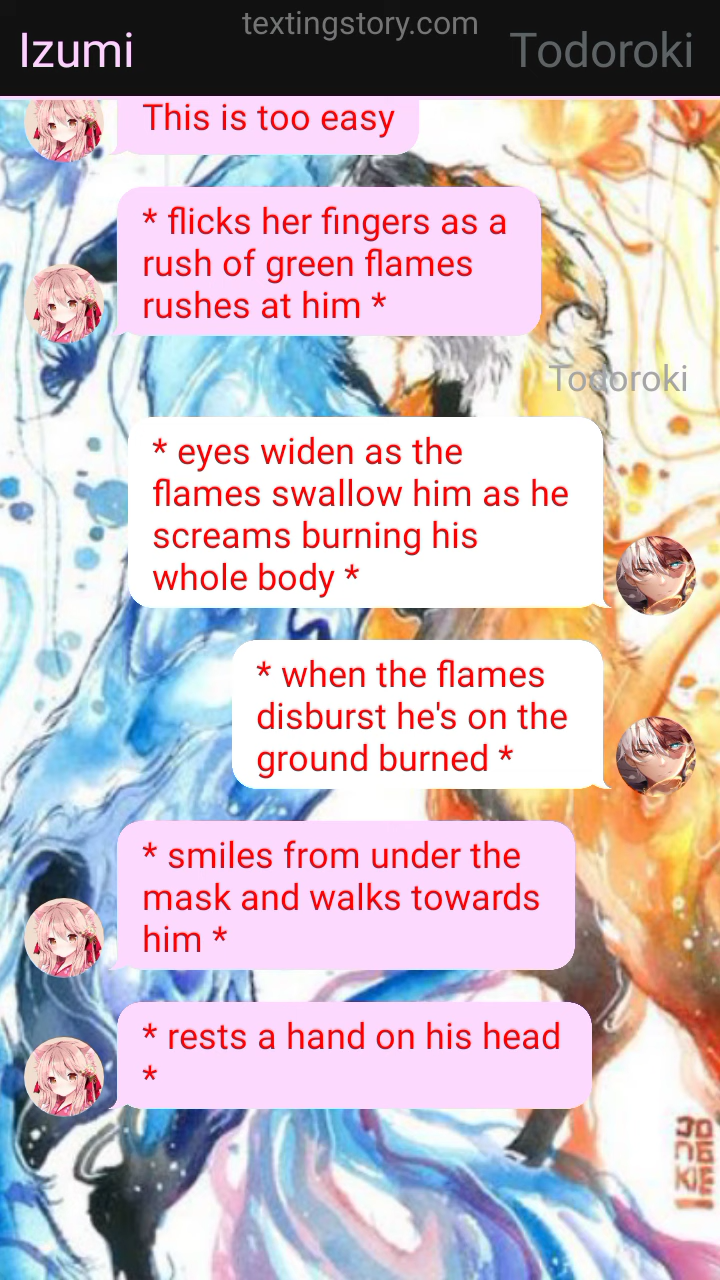 textingstory.com
Izumi
Todoroki
This is too easy
* flicks her fingers as a
rush of green flames
rushes at him *
Todoroki
* eyes widen as the
flames swallow him as he
screams burning his
whole body *
* when the flames
disburst he's on the
ground burned *
* smiles from under the
mask and walks towards
him *
* rests a hand on his head
*